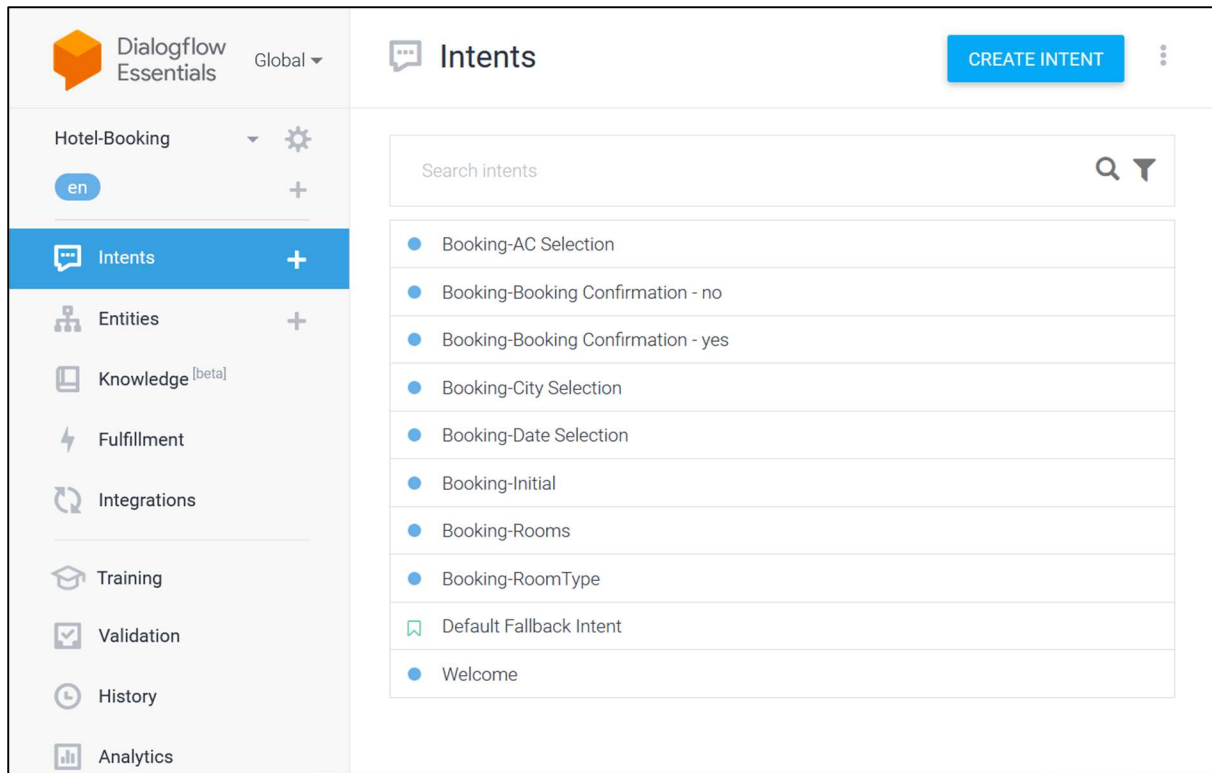 Dialogflow
Essentials
Global
Intents
CREATE INTENT
Hotel-Booking
en
Search intents
Intents
Entities
Knowledge [beta]
Fulfillment
Integrations
Training
Validation
History
Analytics
Booking-AC Selection
Booking-Booking Confirmation - no
Booking-Booking Confirmation - yes
Booking-City Selection
Booking-Date Selection
Booking-Initial
Booking-Rooms
Booking-RoomType
Default Fallback Intent
Welcome